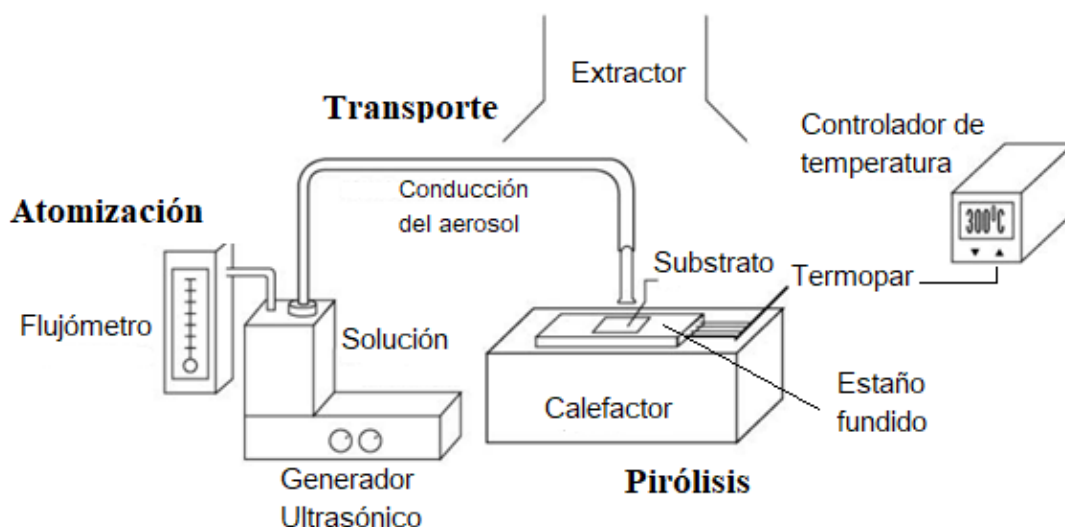 Extractor
Transporte
Controlador de
temperatura
Conducción
del aerosol
Atomización
300°C
Substrato
Termopar
Flujómetro
Solución
Estaño
fundido
Calefactor
Generador
Ultrasónico
Pirólisis